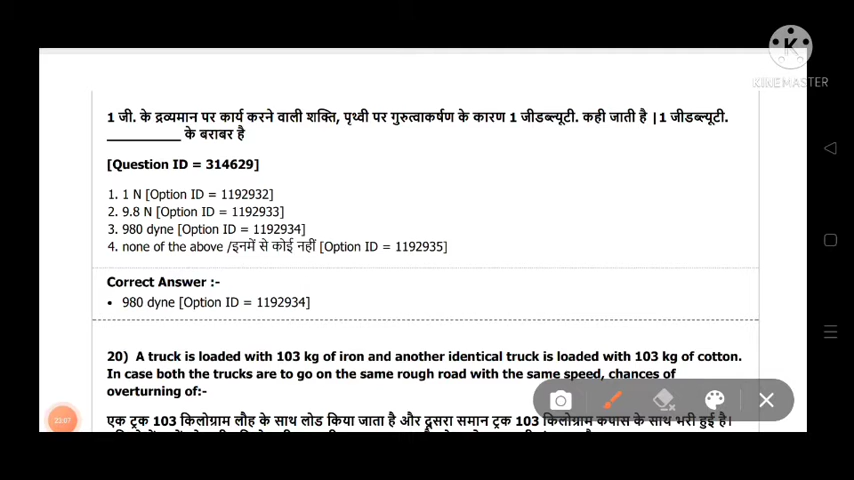 K
KINEMASTER
1 जी. के द्रव्यमान पर कार्य करने वाली शक्ति, पृथ्वी पर गुरुत्वाकर्षण के कारण 1 जीडब्ल्यूटी. कही जाती है |1 जीडब्ल्यूटी.
__________ के बराबर है
[Question ID = 314629]
1. 1 N [Option ID = 1192932]
2. 9.8 N [Option ID = 1192933]
3. 980 dyne [Option ID = 1192934]
4. none of the above /इनमें से कोई नहीं [Option ID = 1192935]
Correct Answer :-
• 980 dyne [Option ID = 1192934]
20) A truck is loaded with 103 kg of iron and another identical truck is loaded with 103 kg of cotton.
In case both the trucks are to go on the same rough road with the same speed, chances of
overturning of:-
एक ट्रक 103 किलोग्राम लौह के साथ लोड किया जाता है और दूसरा समान ट्रक 103 किलोग्राम कपास के साथ भरी हुई है।
23:07